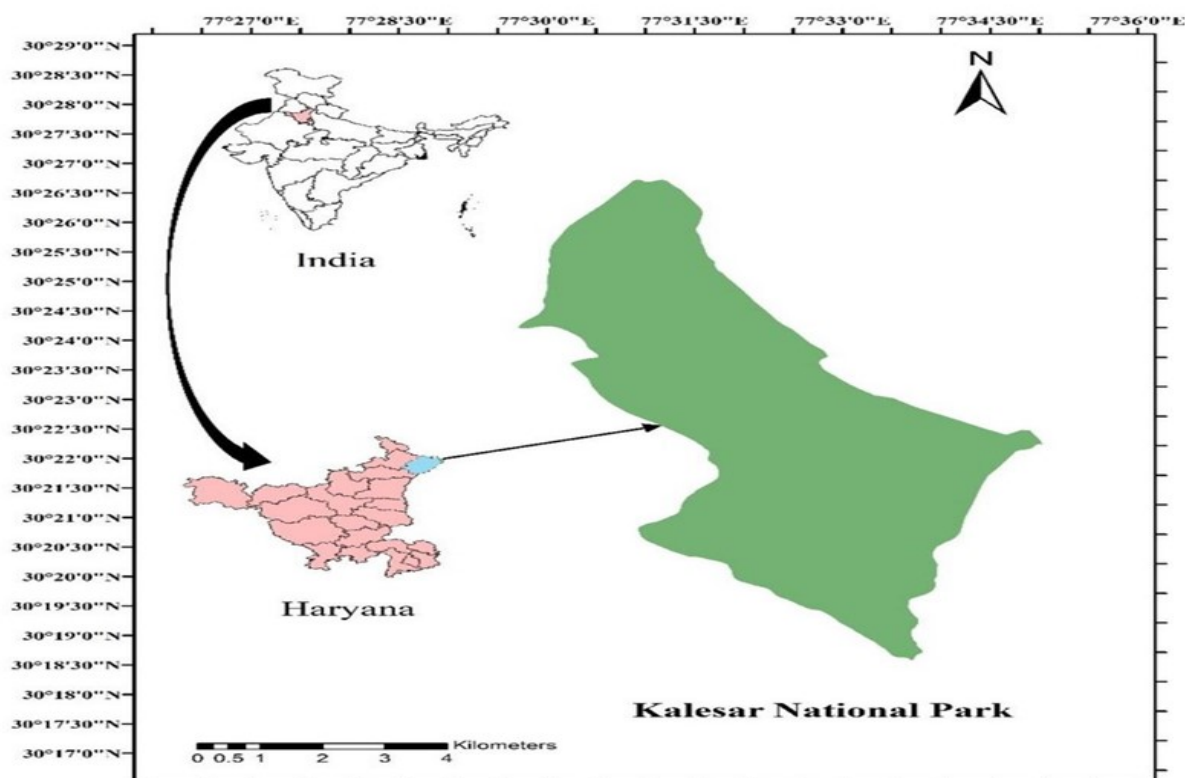 77°27'0"E 77°28'30"E 77°30'0"E 77°31'30"E 77°33'0"E 77°34'30"E 77°36'0"E
30°29'0"N
30°28'30"N
30°28'0"N
30°27'30"N
30°27'0"N
30°26'30"N
30°26'0"N
30°25'30"N
30°25'0"N
30°24'30"N
30°24'0"N
30°23'30"N
30°23'0"N
30°22'30"N
30°22'0"N
30°21'30"N
30°21'0"N
30°20'30"N
30°20'0"N
30°19'30"N
30°19'0"N
30°18'30"N
30°18'0"N
30°17'30"N
30°17'0"N
N
India
Haryana
Kalesar National Park
Kilometers
0 0.5 1 2 3 4